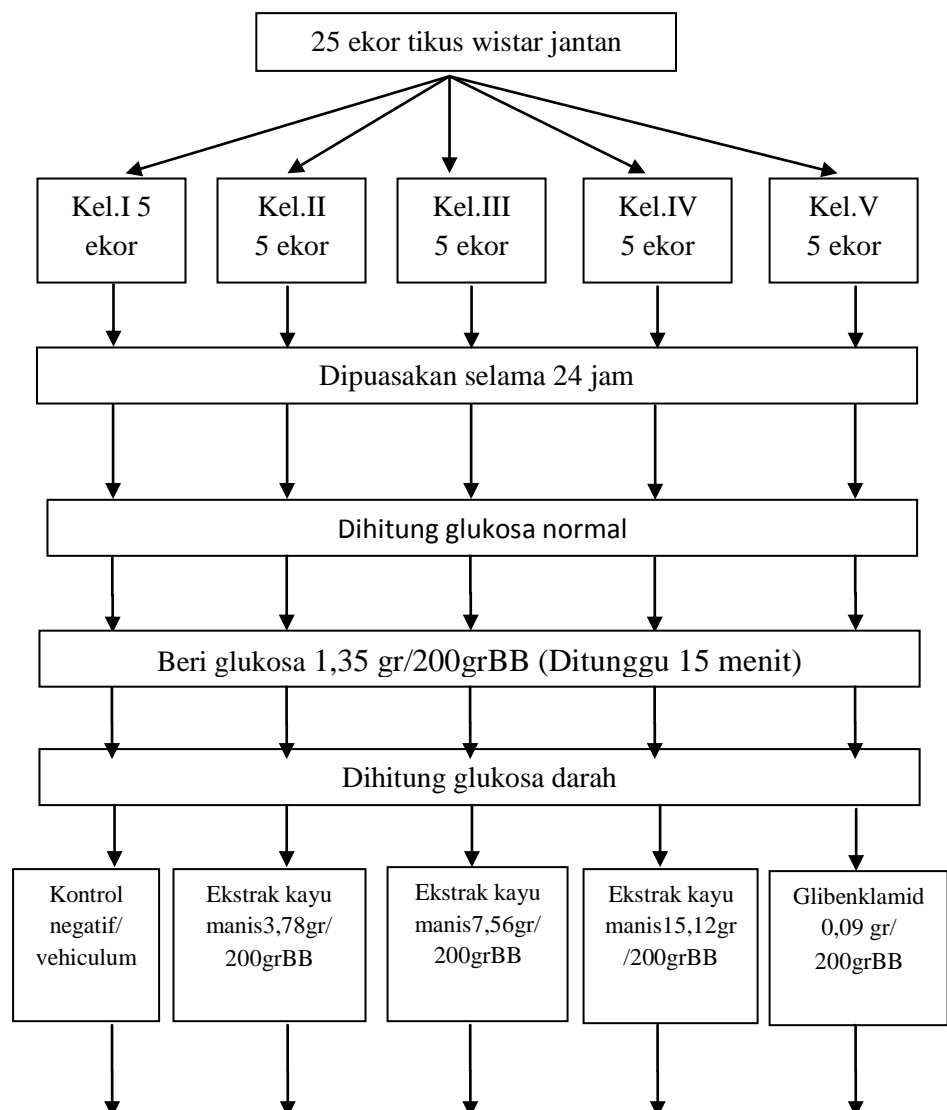 25 ekor tikus wistar jantan
Kel.I 5
ekor
Kel.II
5 ekor
Kel.III
5 ekor
Kel.IV
5 ekor
Kel.V
5 ekor
Dipuasakan selama 24 jam
Dihitung glukosa normal
Beri glukosa 1,35 gr/200grBB (Ditunggu 15 menit)
Dihitung glukosa darah
Kontrol
negatif/
vehiculum
Ekstrak kayu
manis3,78gr/
200grBB
Ekstrak kayu
manis7,56gr/
200grBB
Ekstrak kayu
manis15,12gr
/200grBB
Glibenklamid
0,09 gr/
200grBB